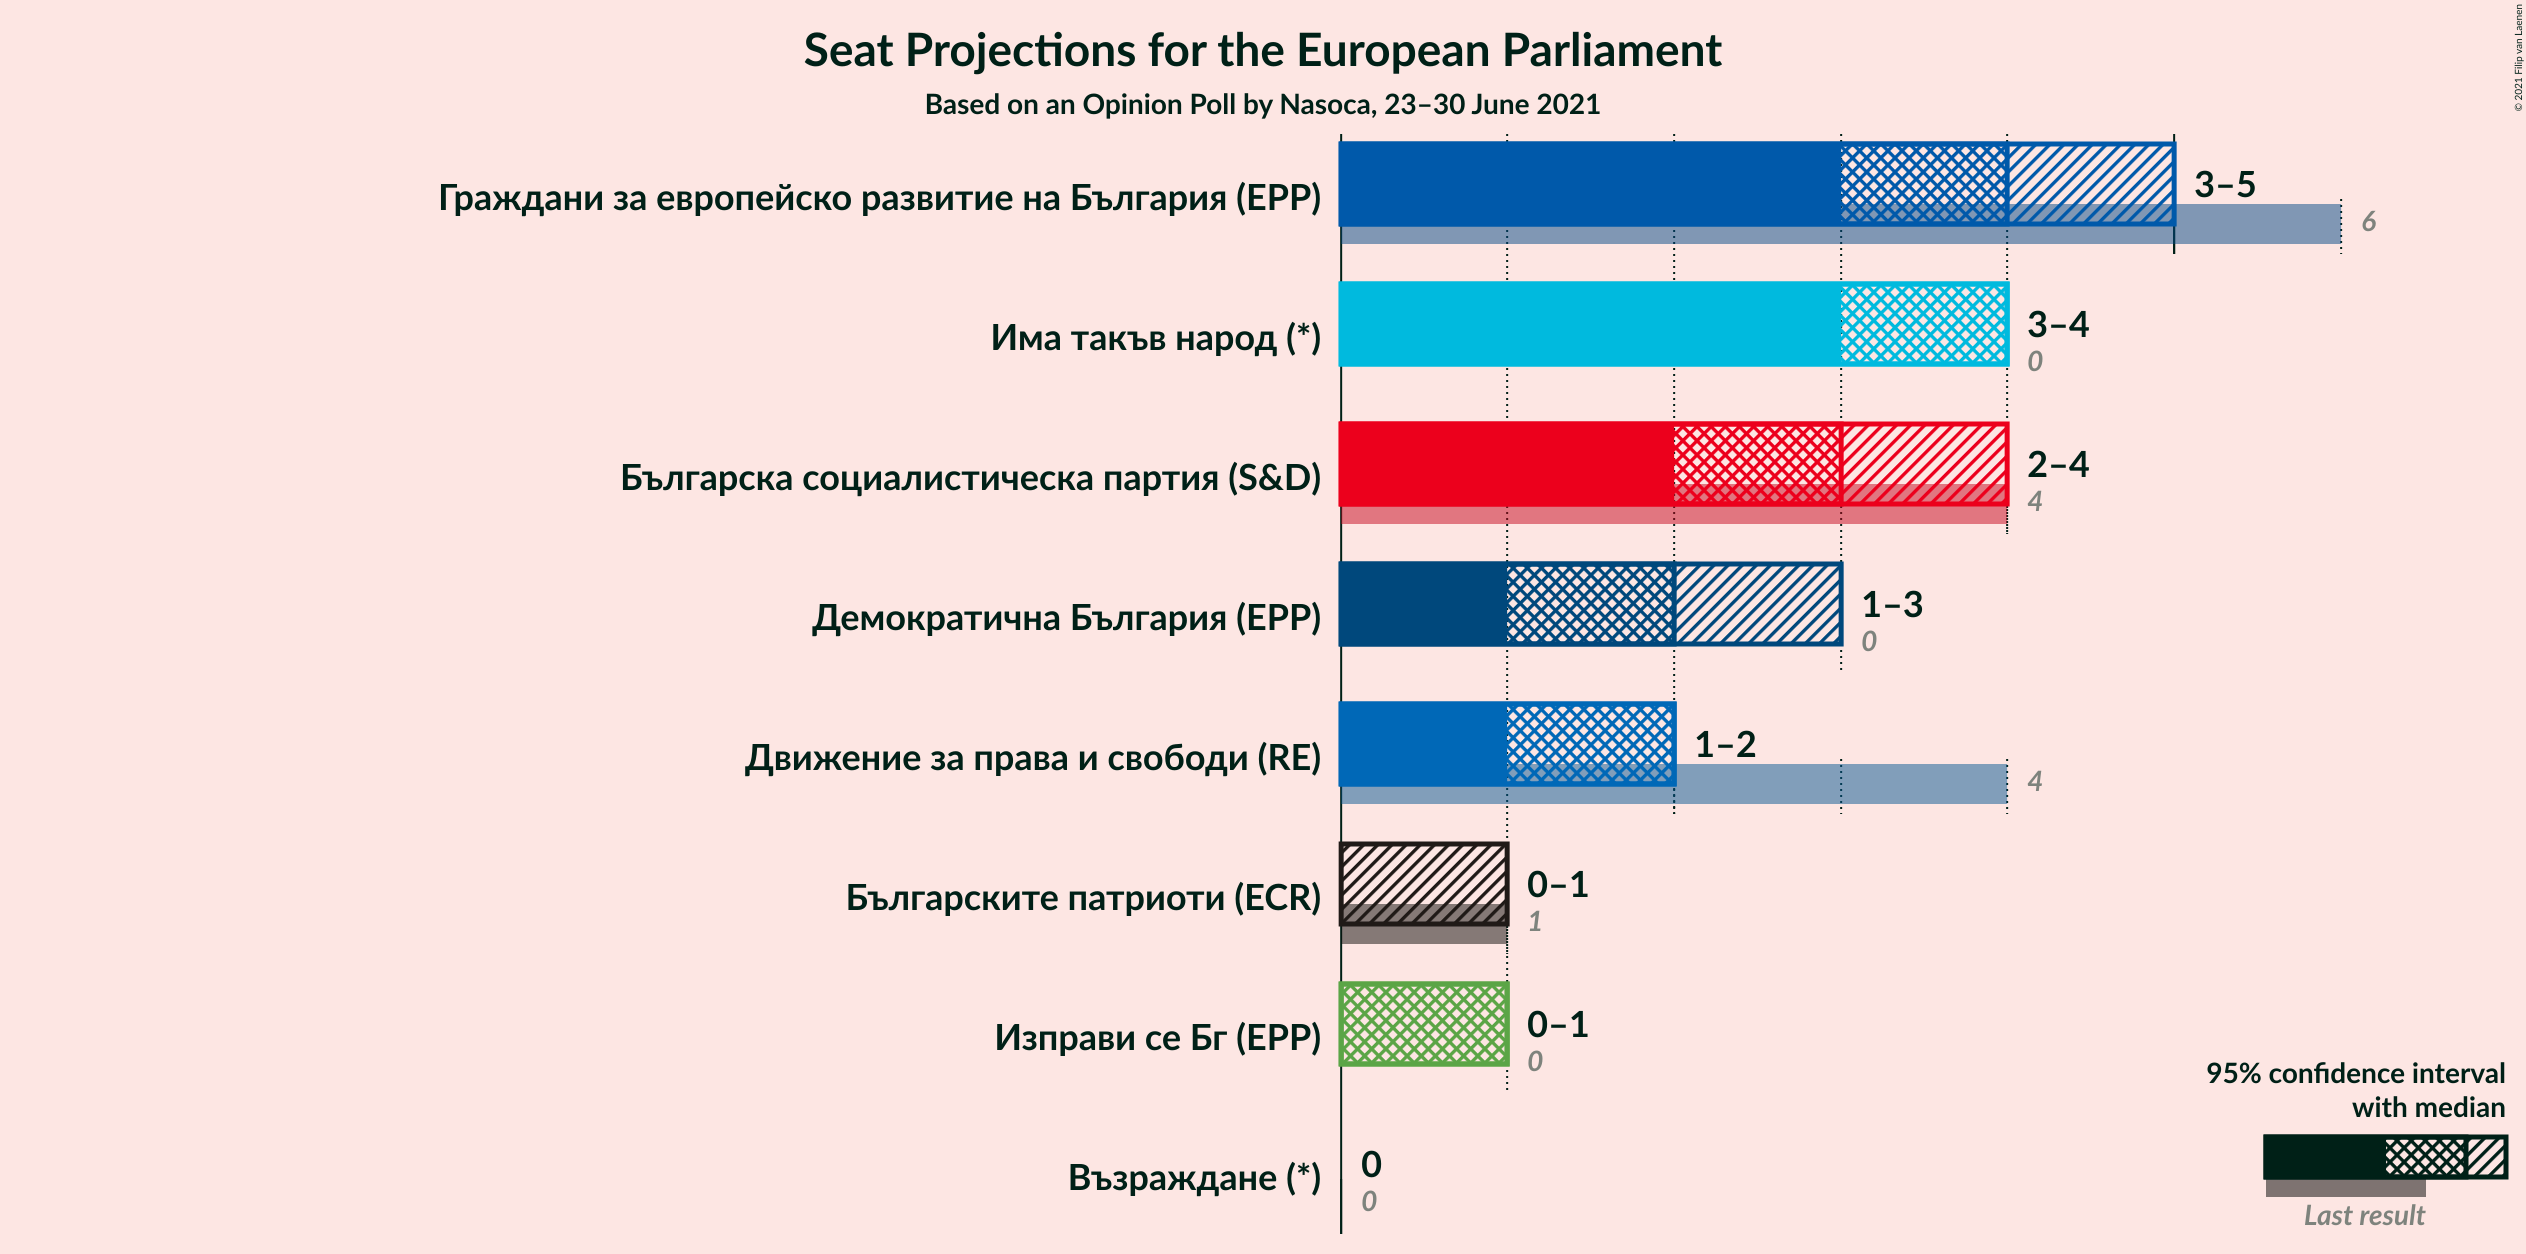 Seat Projections for the European Parliament
Based on an Opinion Poll by Nasoca, 23–30 June 2021
© 2021 Filip van Laenen
Граждани за европейско развитие на България (EPP)
3–5
6
Има такъв народ (*)
3–4
0
Българска социалистическа партия (S&D)
2–4
4
Демократична България (EPP)
1–3
0
Движение за права и свободи (RE)
1–2
4
Българските патриоти (ECR)
0–1
1
Изправи се Бг (EPP)
0–1
0
Възраждане (*)
0
0
95% confidence interval
with median
Last result